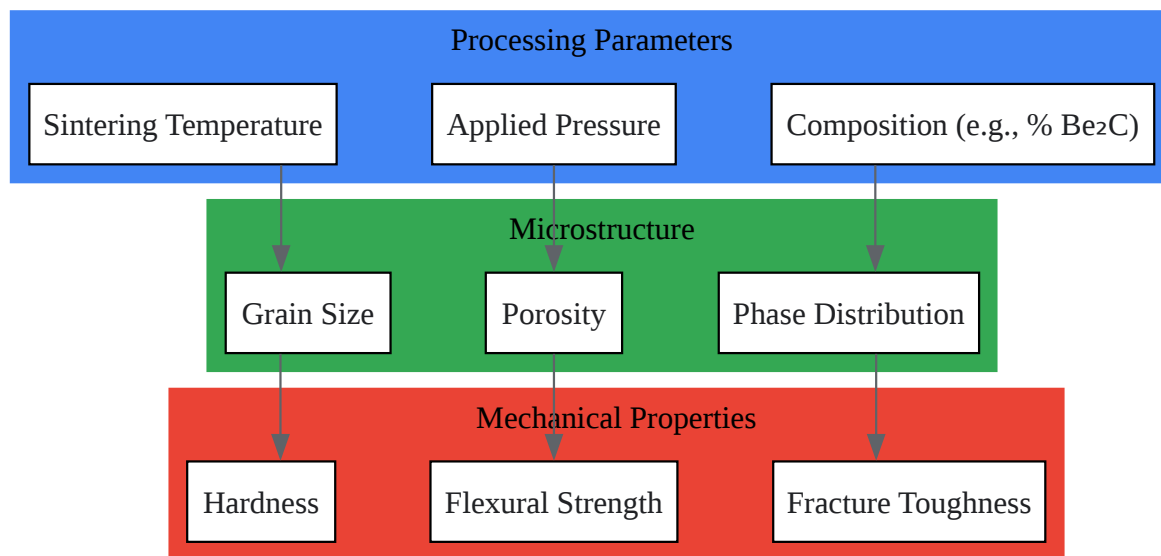 Processing Parameters
Sintering Temperature
Applied Pressure
Composition (e.g., % Be₂C)
Microstructure
Grain Size
Porosity
Phase Distribution
Mechanical Properties
Hardness
Flexural Strength
Fracture Toughness